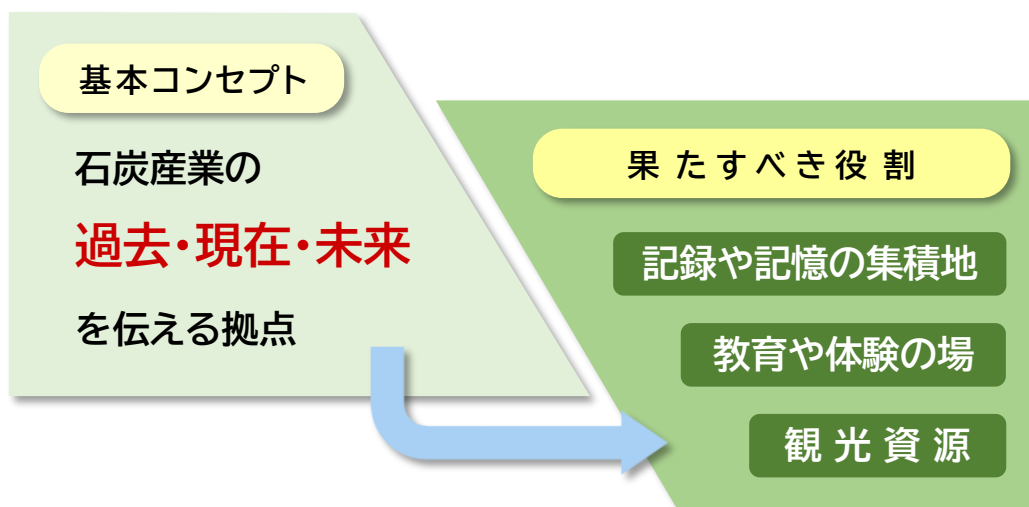 基本コンセプト
石炭産業の
過去・現在・未来
を伝える拠点
果たすべき役割
記録や記憶の集積地
教育や体験の場
観光資源